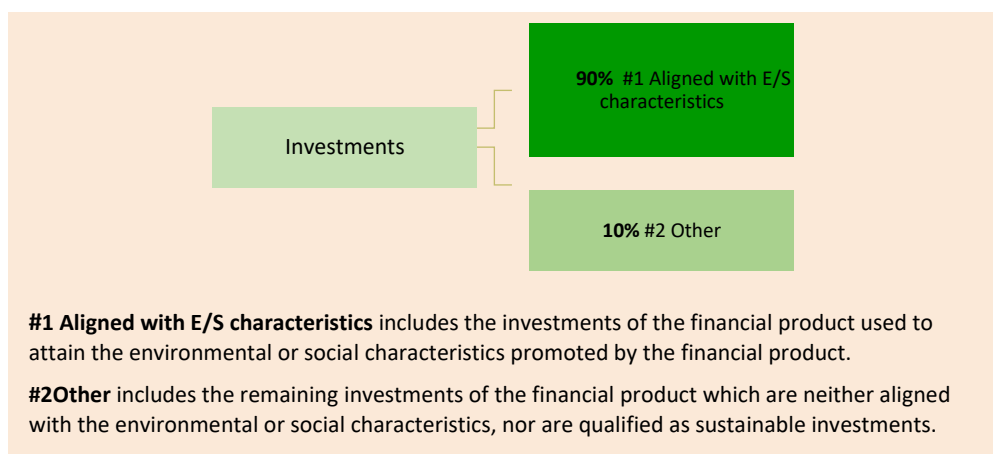 90% #1 Aligned with E/S
characteristics
Investments
10% #2 Other
#1 Aligned with E/S characteristics includes the investments of the financial product used to
attain the environmental or social characteristics promoted by the financial product.
#2Other includes the remaining investments of the financial product which are neither aligned
with the environmental or social characteristics, nor are qualified as sustainable investments.